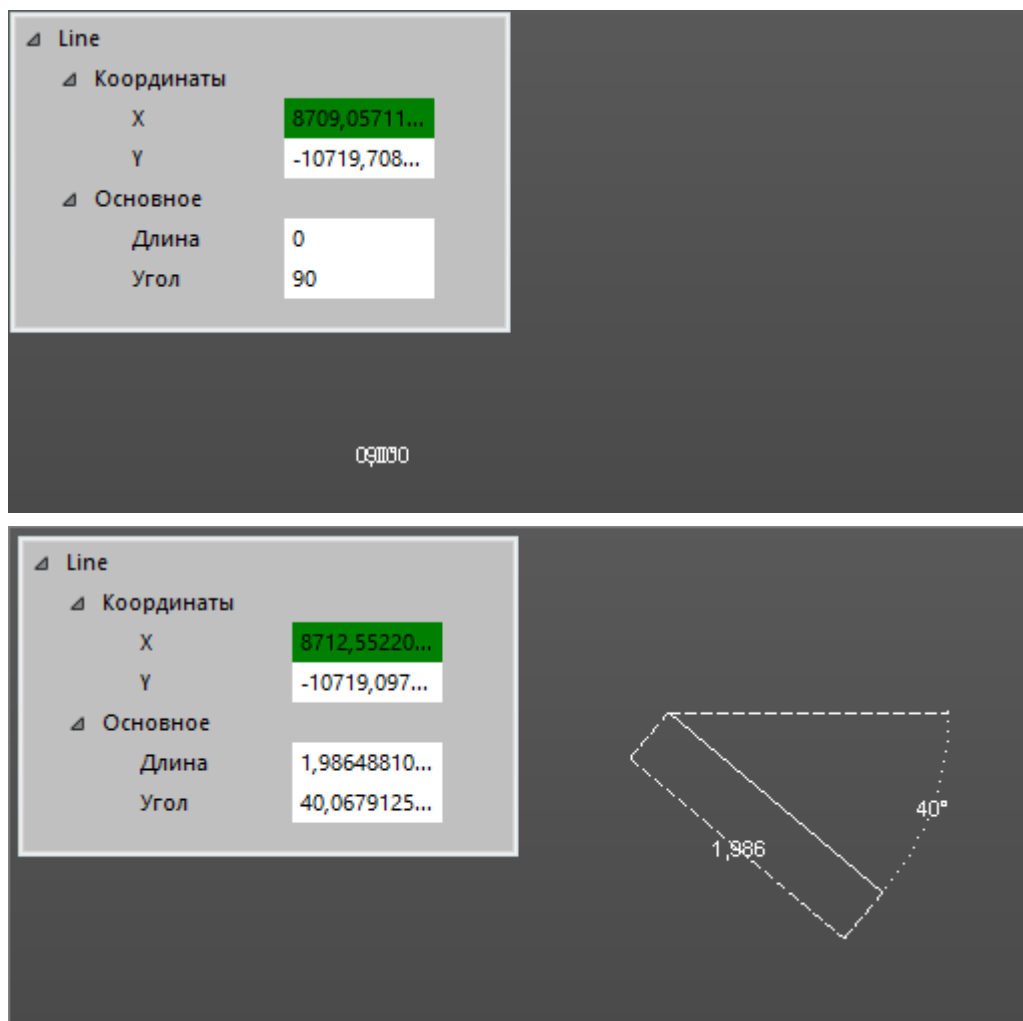 Line
Координаты
X 8709,05711...
Y -10719,708...
Основное
Длина 0
Угол 90
Line
Координаты
X 8712,55220...
Y -10719,097...
Основное
Длина 1,98648810...
Угол 40,0679125...
40°
1,986